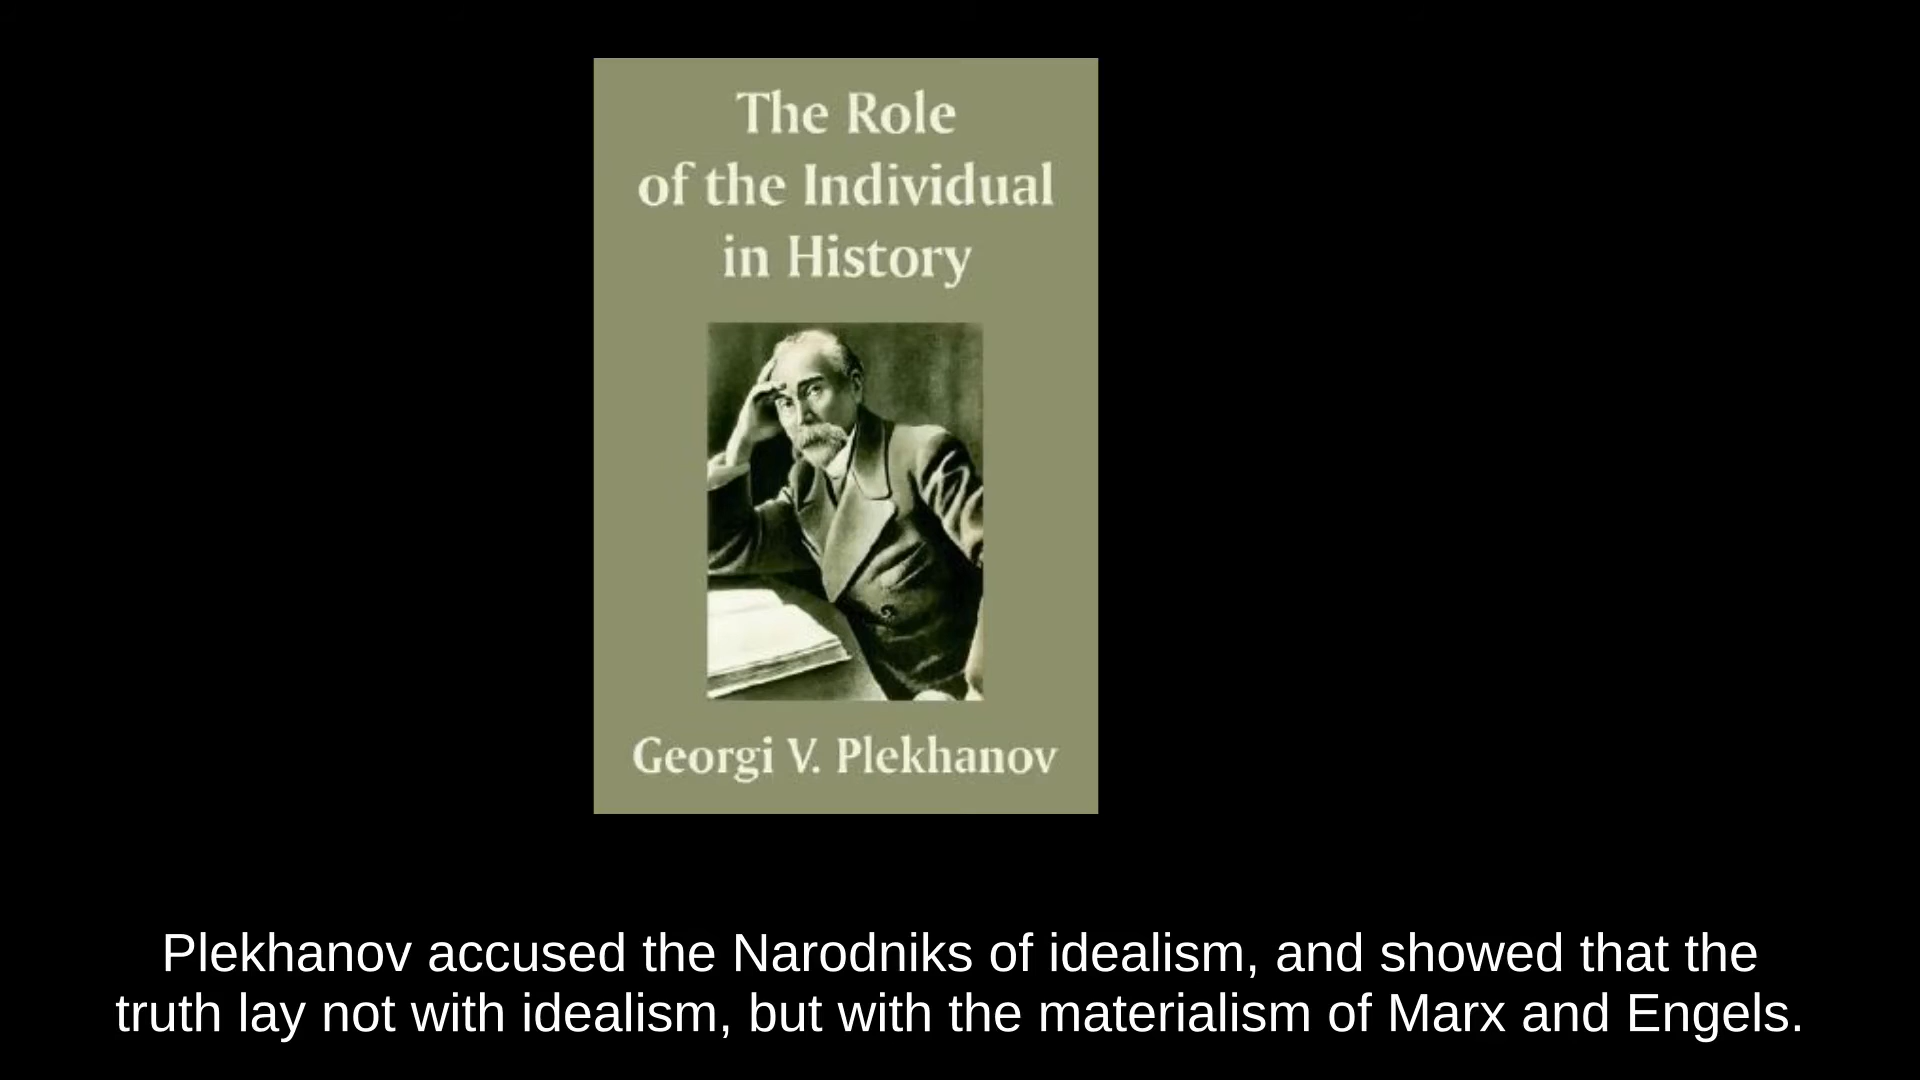 The Role
of the Individual
in History
Georgi V. Plekhanov
Plekhanov accused the Narodniks of idealism, and showed that the
truth lay not with idealism, but with the materialism of Marx and Engels.